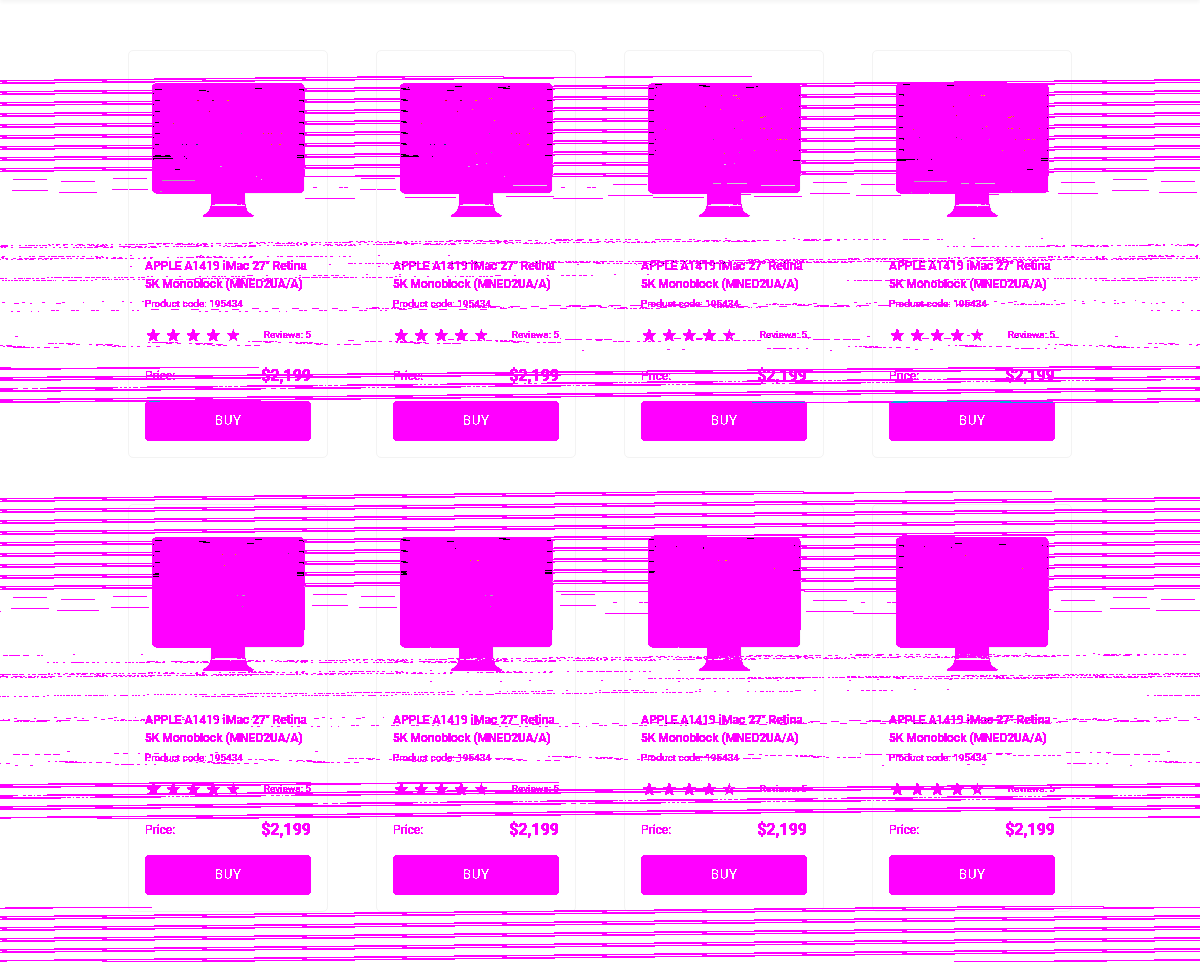 APPLE A1419 iMac 27" Retina
5K Monoblock (MNED2UA/A)
Product code: 195434
Reviews: 5
Price: $2,199
BUY
APPLE A1419 iMac 27" Retina
5K Monoblock (MNED2UA/A)
Product code: 195434
Reviews: 5
Price: $2,199
BUY
APPLE A1419 iMac 27" Retina
5K Monoblock (MNED2UA/A)
Product code: 195434
Reviews: 5
Price: $2,199
BUY
APPLE A1419 iMac 27" Retina
5K Monoblock (MNED2UA/A)
Product code: 195434
Reviews: 5
Price: $2,199
BUY
APPLE A1419 iMac 27" Retina
5K Monoblock (MNED2UA/A)
Product code: 195434
Reviews: 5
Price: $2,199
BUY
APPLE A1419 iMac 27" Retina
5K Monoblock (MNED2UA/A)
Product code: 195434
Reviews: 5
Price: $2,199
BUY
APPLE A1419 iMac 27" Retina
5K Monoblock (MNED2UA/A)
Product code: 195434
Reviews: 5
Price: $2,199
BUY
APPLE A1419 iMac 27" Retina
5K Monoblock (MNED2UA/A)
Product code: 195434
Reviews: 5
Price: $2,199
BUY